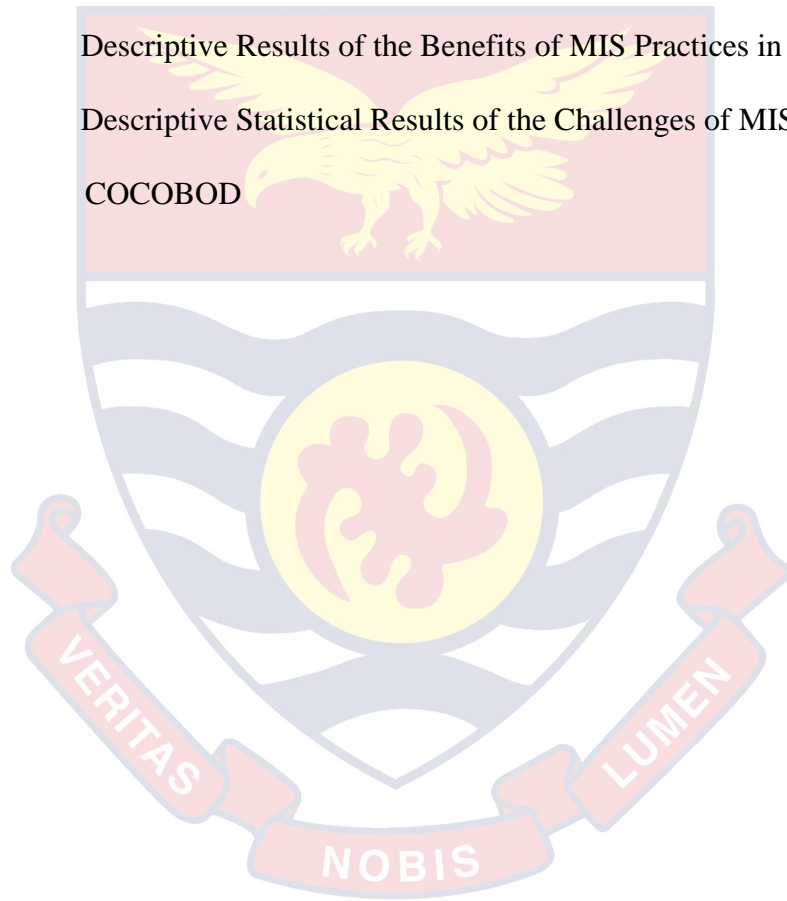 Descriptive Results of the Benefits of MIS Practices in
Descriptive Statistical Results of the Challenges of MIS
COCOBOD
VERITAS
NOBIS
LUMEN